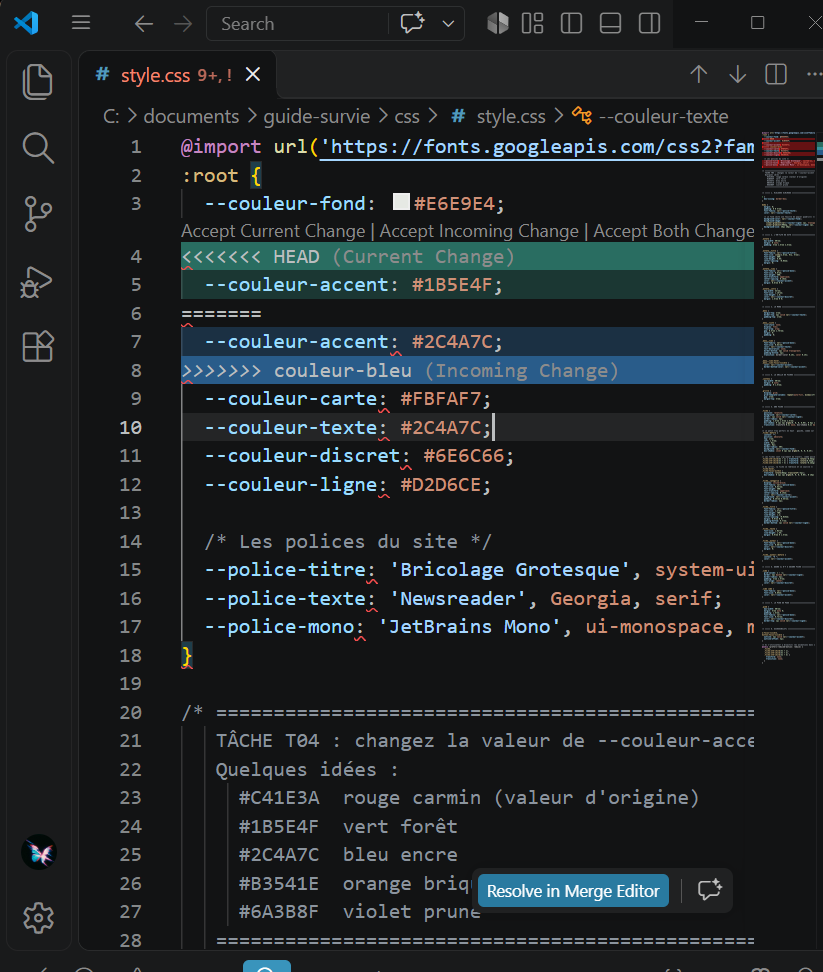 Search
# style.css 9+, !
C: > documents > guide-survie > css > # style.css > --couleur-texte
1 @import url('https://fonts.googleapis.com/css2?fam
2 :root {
3 --couleur-fond: #E6E9E4;
Accept Current Change | Accept Incoming Change | Accept Both Change
4 <<<<<<< HEAD (Current Change)
5 --couleur-accent: #1B5E4F;
6 =======
7 --couleur-accent: #2C4A7C;
8 >>>>>>> couleur-bleu (Incoming Change)
9 --couleur-carte: #FBFAF7;
10 --couleur-texte: #2C4A7C;
11 --couleur-discret: #6E6C66;
12 --couleur-ligne: #D2D6CE;
13
14 /* Les polices du site */
15 --police-titre: 'Bricolage Grotesque', system-ui
16 --police-texte: 'Newsreader', Georgia, serif;
17 --police-mono: 'JetBrains Mono', ui-monospace, m
18 }
19
20 /* ===============================================
21 TÂCHE T04 : changez la valeur de --couleur-acce
22 Quelques idées :
23 #C41E3A rouge carmin (valeur d'origine)
24 #1B5E4F vert forêt
25 #2C4A7C bleu encre
26 #B3541E orange briq
Resolve in Merge Editor
27 #6A3B8F violet prune
28 ===============================================